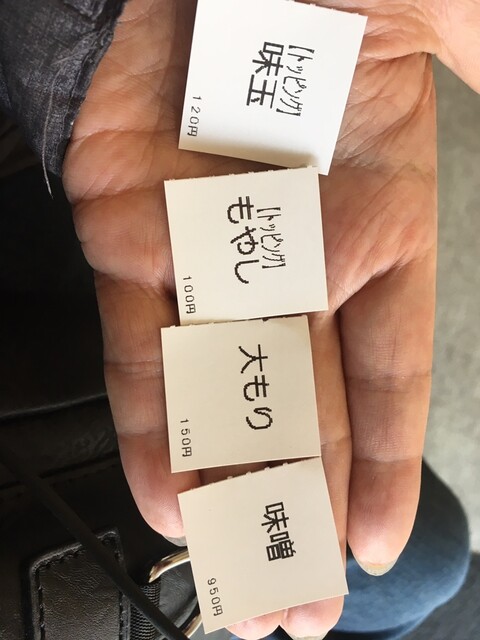 【トッピング】
味玉
120円
【トッピング】
もやし
100円
大もり
150円
味噌
950円